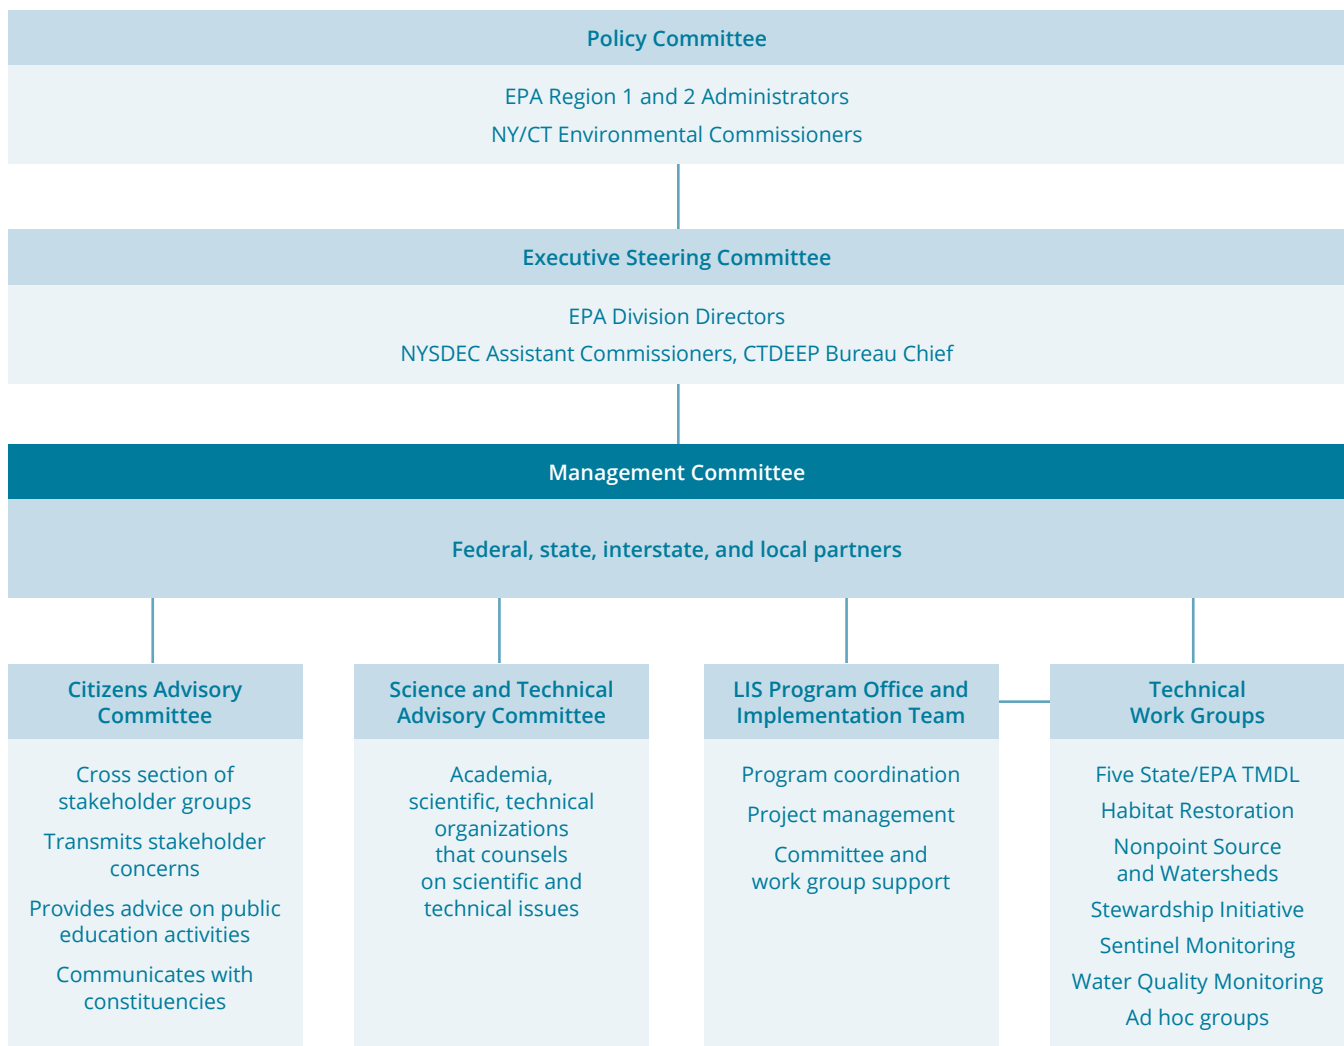 Policy Committee
EPA Region 1 and 2 Administrators
NY/CT Environmental Commissioners
Executive Steering Committee
EPA Division Directors
NYSDEC Assistant Commissioners, CTDEEP Bureau Chief
Management Committee
Federal, state, interstate, and local partners
Citizens Advisory
Committee
Cross section of
stakeholder groups
Transmits stakeholder
concerns
Provides advice on public
education activities
Communicates with
constituencies
Science and Technical
Advisory Committee
Academia,
scientific, technical
organizations
that counsels
on scientific and
technical issues
LIS Program Office and
Implementation Team
Program coordination
Project management
Committee and
work group support
Technical
Work Groups
Five State/EPA TMDL
Habitat Restoration
Nonpoint Source
and Watersheds
Stewardship Initiative
Sentinel Monitoring
Water Quality Monitoring
Ad hoc groups